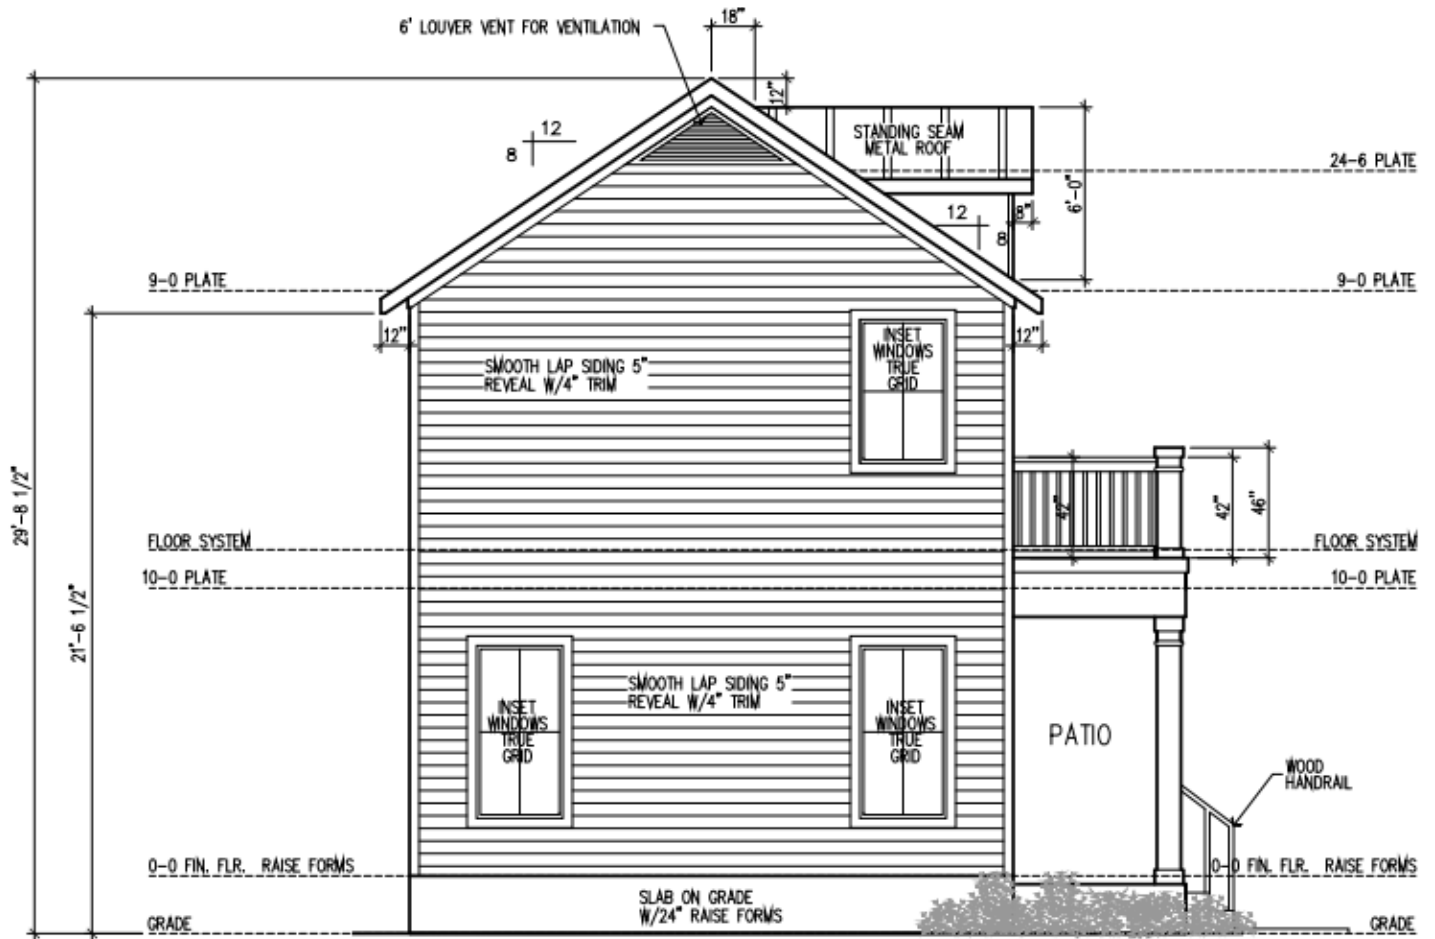 18"
6' LOUVER VENT FOR VENTILATION
12"
12
8
STANDING SEAM
METAL ROOF
24-6 PLATE
6'-0"
12
8
8"
9-0 PLATE
9-0 PLATE
12"
12"
INSET
WINDOWS
TRUE
GRID
SMOOTH LAP SIDING 5"
REVEAL W/4" TRIM
29'-8 1/2"
21'-6 1/2"
42"
42"
46"
FLOOR SYSTEM
FLOOR SYSTEM
10-0 PLATE
10-0 PLATE
SMOOTH LAP SIDING 5"
REVEAL W/4" TRIM
INSET
WINDOWS
TRUE
GRID
INSET
WINDOWS
TRUE
GRID
PATIO
WOOD
HANDRAIL
0-0 FIN. FLR. RAISE FORMS
0-0 FIN. FLR. RAISE FORMS
SLAB ON GRADE
W/24" RAISE FORMS
GRADE
GRADE